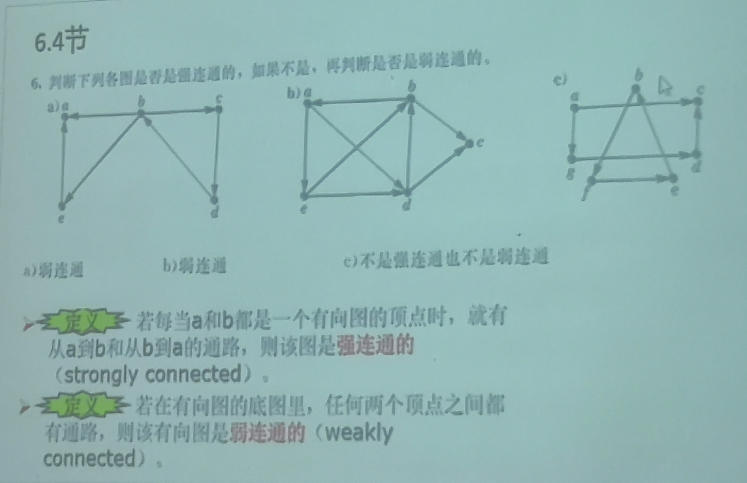 6.4节
6. 判断下列各图是否是强连通的，如果不是，再判断是否是弱连通的。
a) a b c
e d
b) a b
c
e d
c) a b c
g d
f e
a)弱连通 b)弱连通 c)不是强连通也不是弱连通
定义 若每当a和b都是一个有向图的顶点时，就有
从a到b和从b到a的通路，则该图是强连通的
（strongly connected）。
定义 若在有向图的底图里，任何两个顶点之间都
有通路，则该有向图是弱连通的（weakly
connected）。